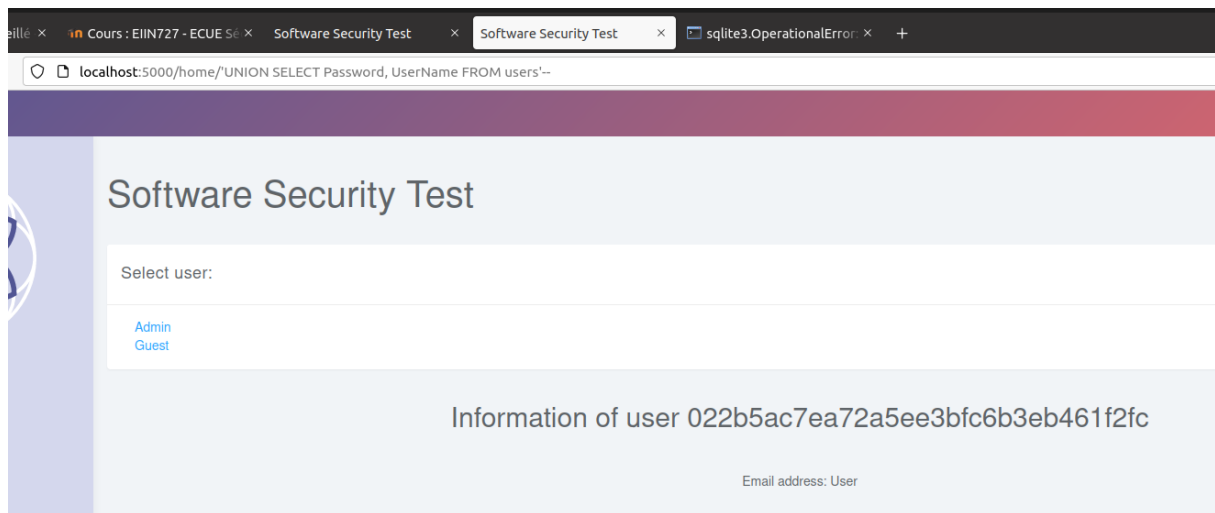 eillé × Cours : EIIN727 - ECUE Sé × Software Security Test × Software Security Test × sqlite3.OperationalError: × +
localhost:5000/home/'UNION SELECT Password, UserName FROM users'--
Software Security Test
Select user:
Admin
Guest
Information of user 022b5ac7ea72a5ee3bfc6b3eb461f2fc
Email address: User